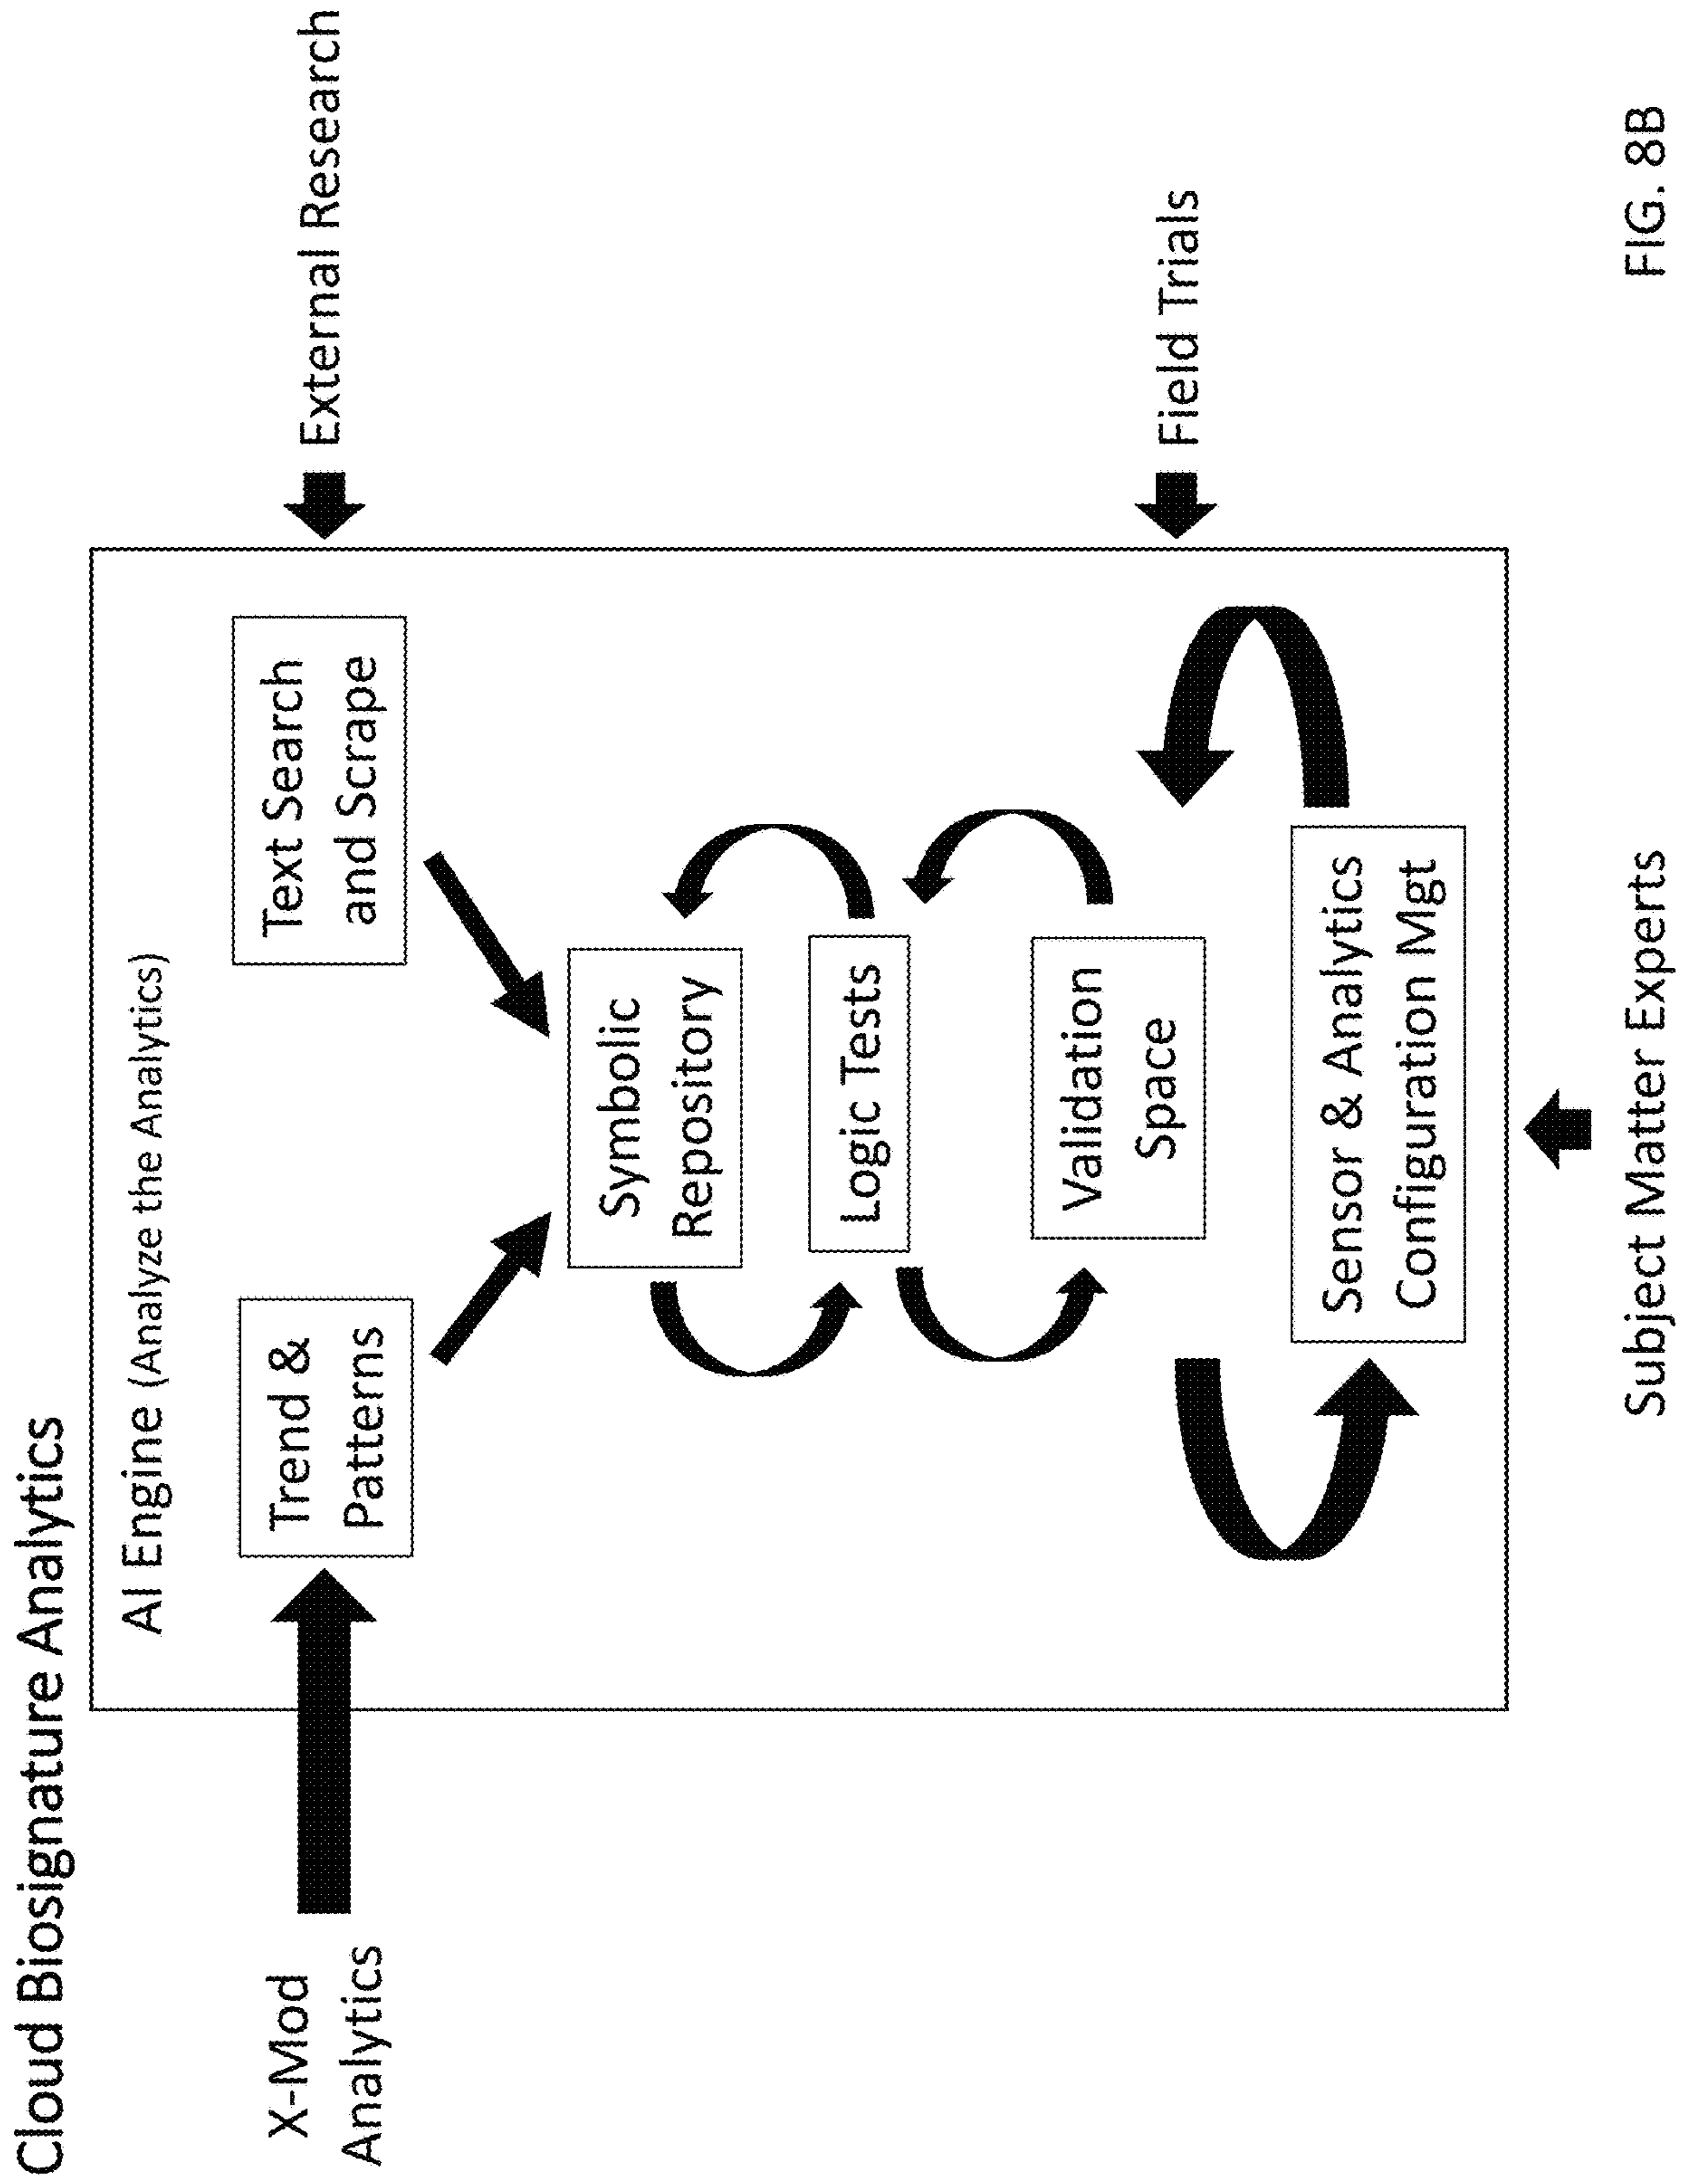 Cloud Biosignature Analytics
AI Engine (Analyze the Analytics)
X-Mod
Analytics
Trend &
Patterns
Text Search
and Scrape
External Research
Symbolic
Repository
Logic Tests
Validation
Space
Field Trials
Sensor & Analytics
Configuration Mgt
Subject Matter Experts
FIG. 8B